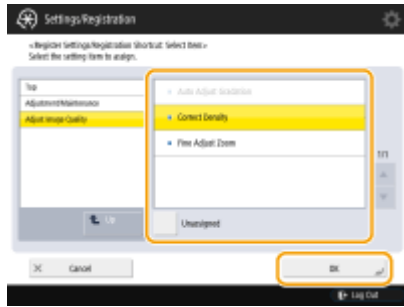 Settings/Registration
<Register Settings/Registration Shortcut: Select Item>
Select the setting item to assign.
Top
Adjustment/Maintenance
Adjust Image Quality
Auto Adjust Gradation
Correct Density
Fine Adjust Zoom
1/1
Up
Unassigned
Cancel
OK
Log Out